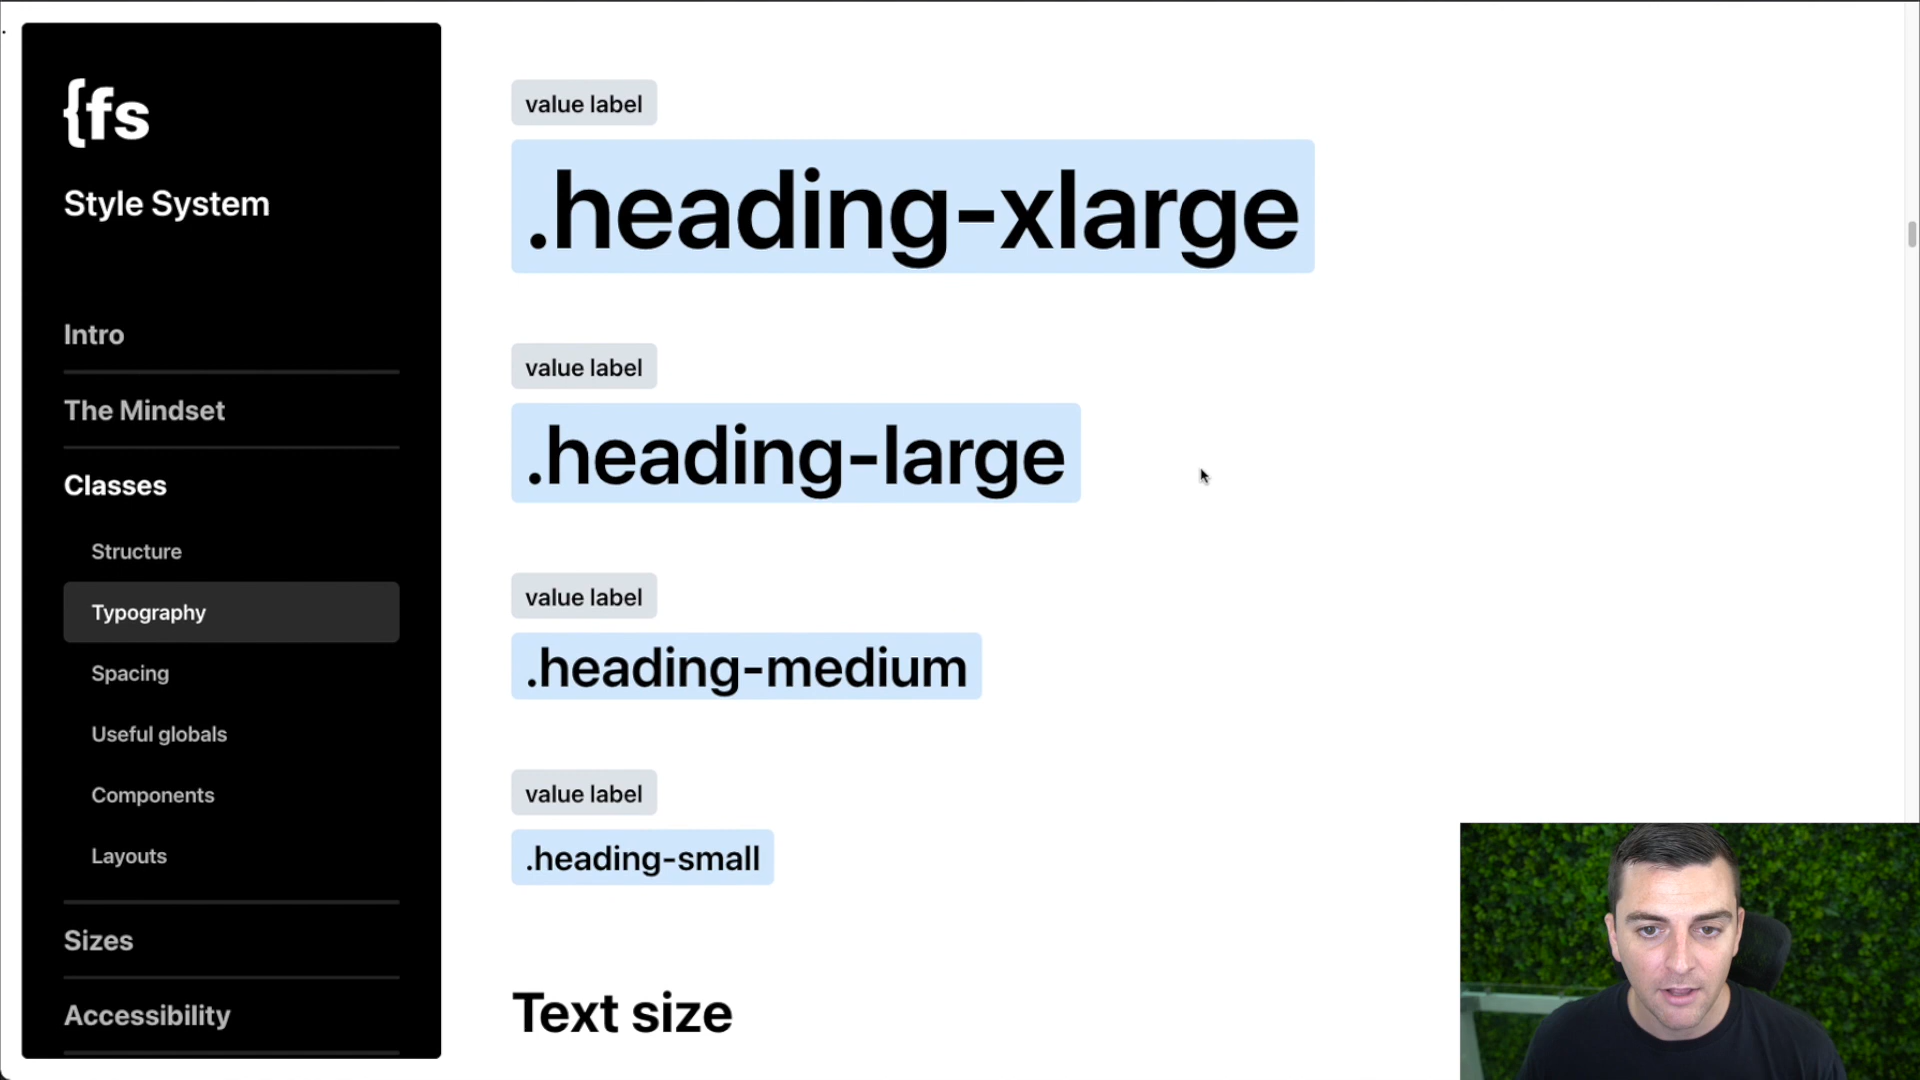 {fs
Style System
Intro
The Mindset
Classes
Structure
Typography
Spacing
Useful globals
Components
Layouts
Sizes
Accessibility
value label
.heading-xlarge
value label
.heading-large
value label
.heading-medium
value label
.heading-small
Text size